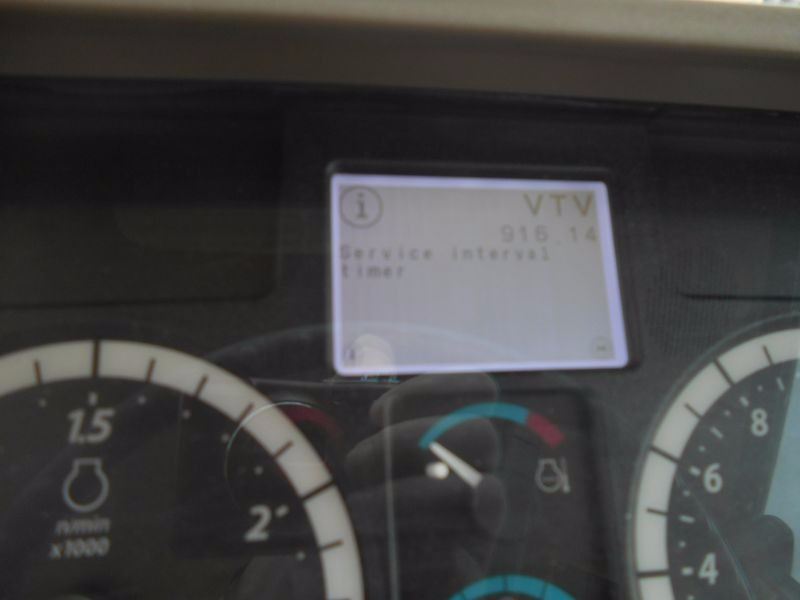 i
VTV
916.14
Service interval
timer
1.5
n/min
x1000
2
8
6
4